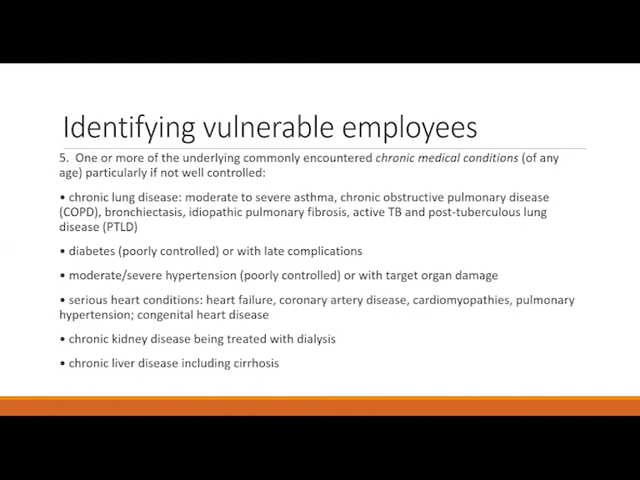 Identifying vulnerable employees
5. One or more of the underlying commonly encountered chronic medical conditions (of any
age) particularly if not well controlled:
• chronic lung disease: moderate to severe asthma, chronic obstructive pulmonary disease
(COPD), bronchiectasis, idiopathic pulmonary fibrosis, active TB and post-tuberculous lung
disease (PTLD)
• diabetes (poorly controlled) or with late complications
• moderate/severe hypertension (poorly controlled) or with target organ damage
• serious heart conditions: heart failure, coronary artery disease, cardiomyopathies, pulmonary
hypertension; congenital heart disease
• chronic kidney disease being treated with dialysis
• chronic liver disease including cirrhosis